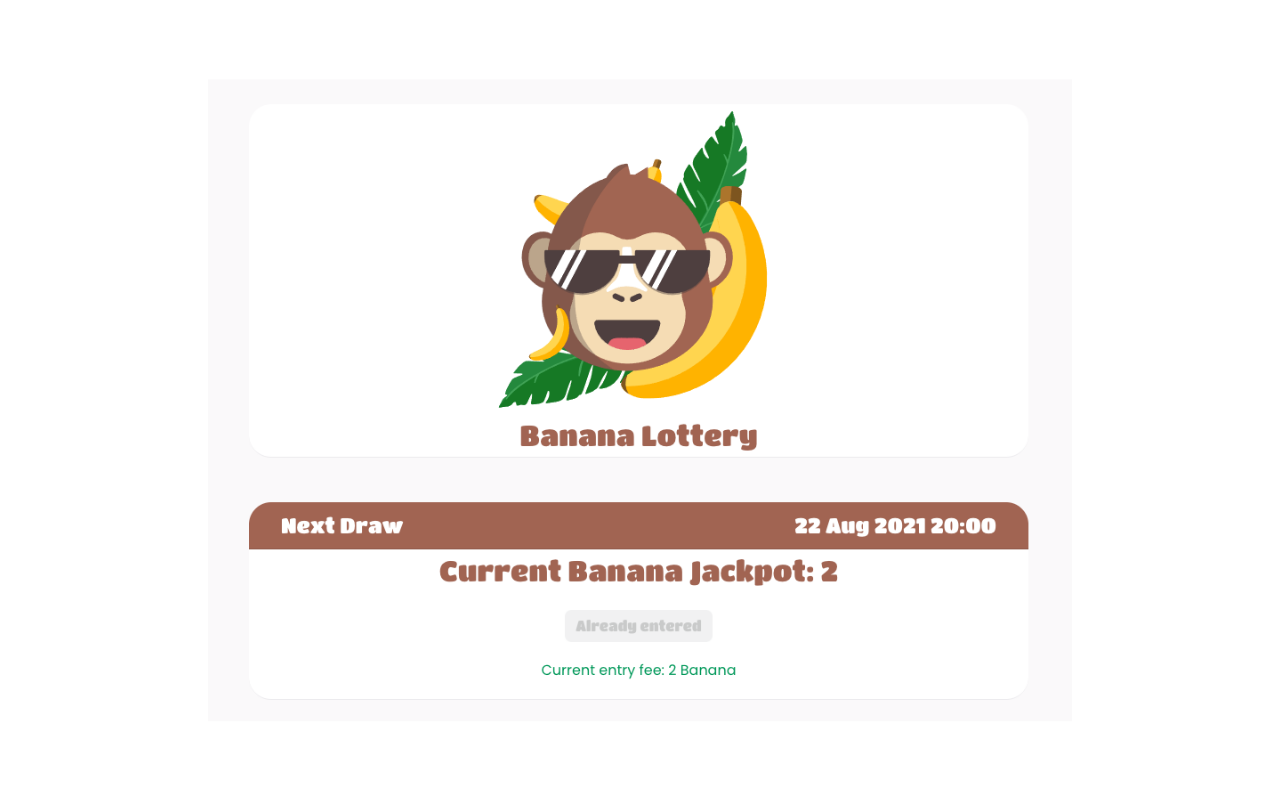 Banana Lottery
Next Draw 22 Aug 2021 20:00
Current Banana Jackpot: 2
Already entered
Current entry fee: 2 Banana